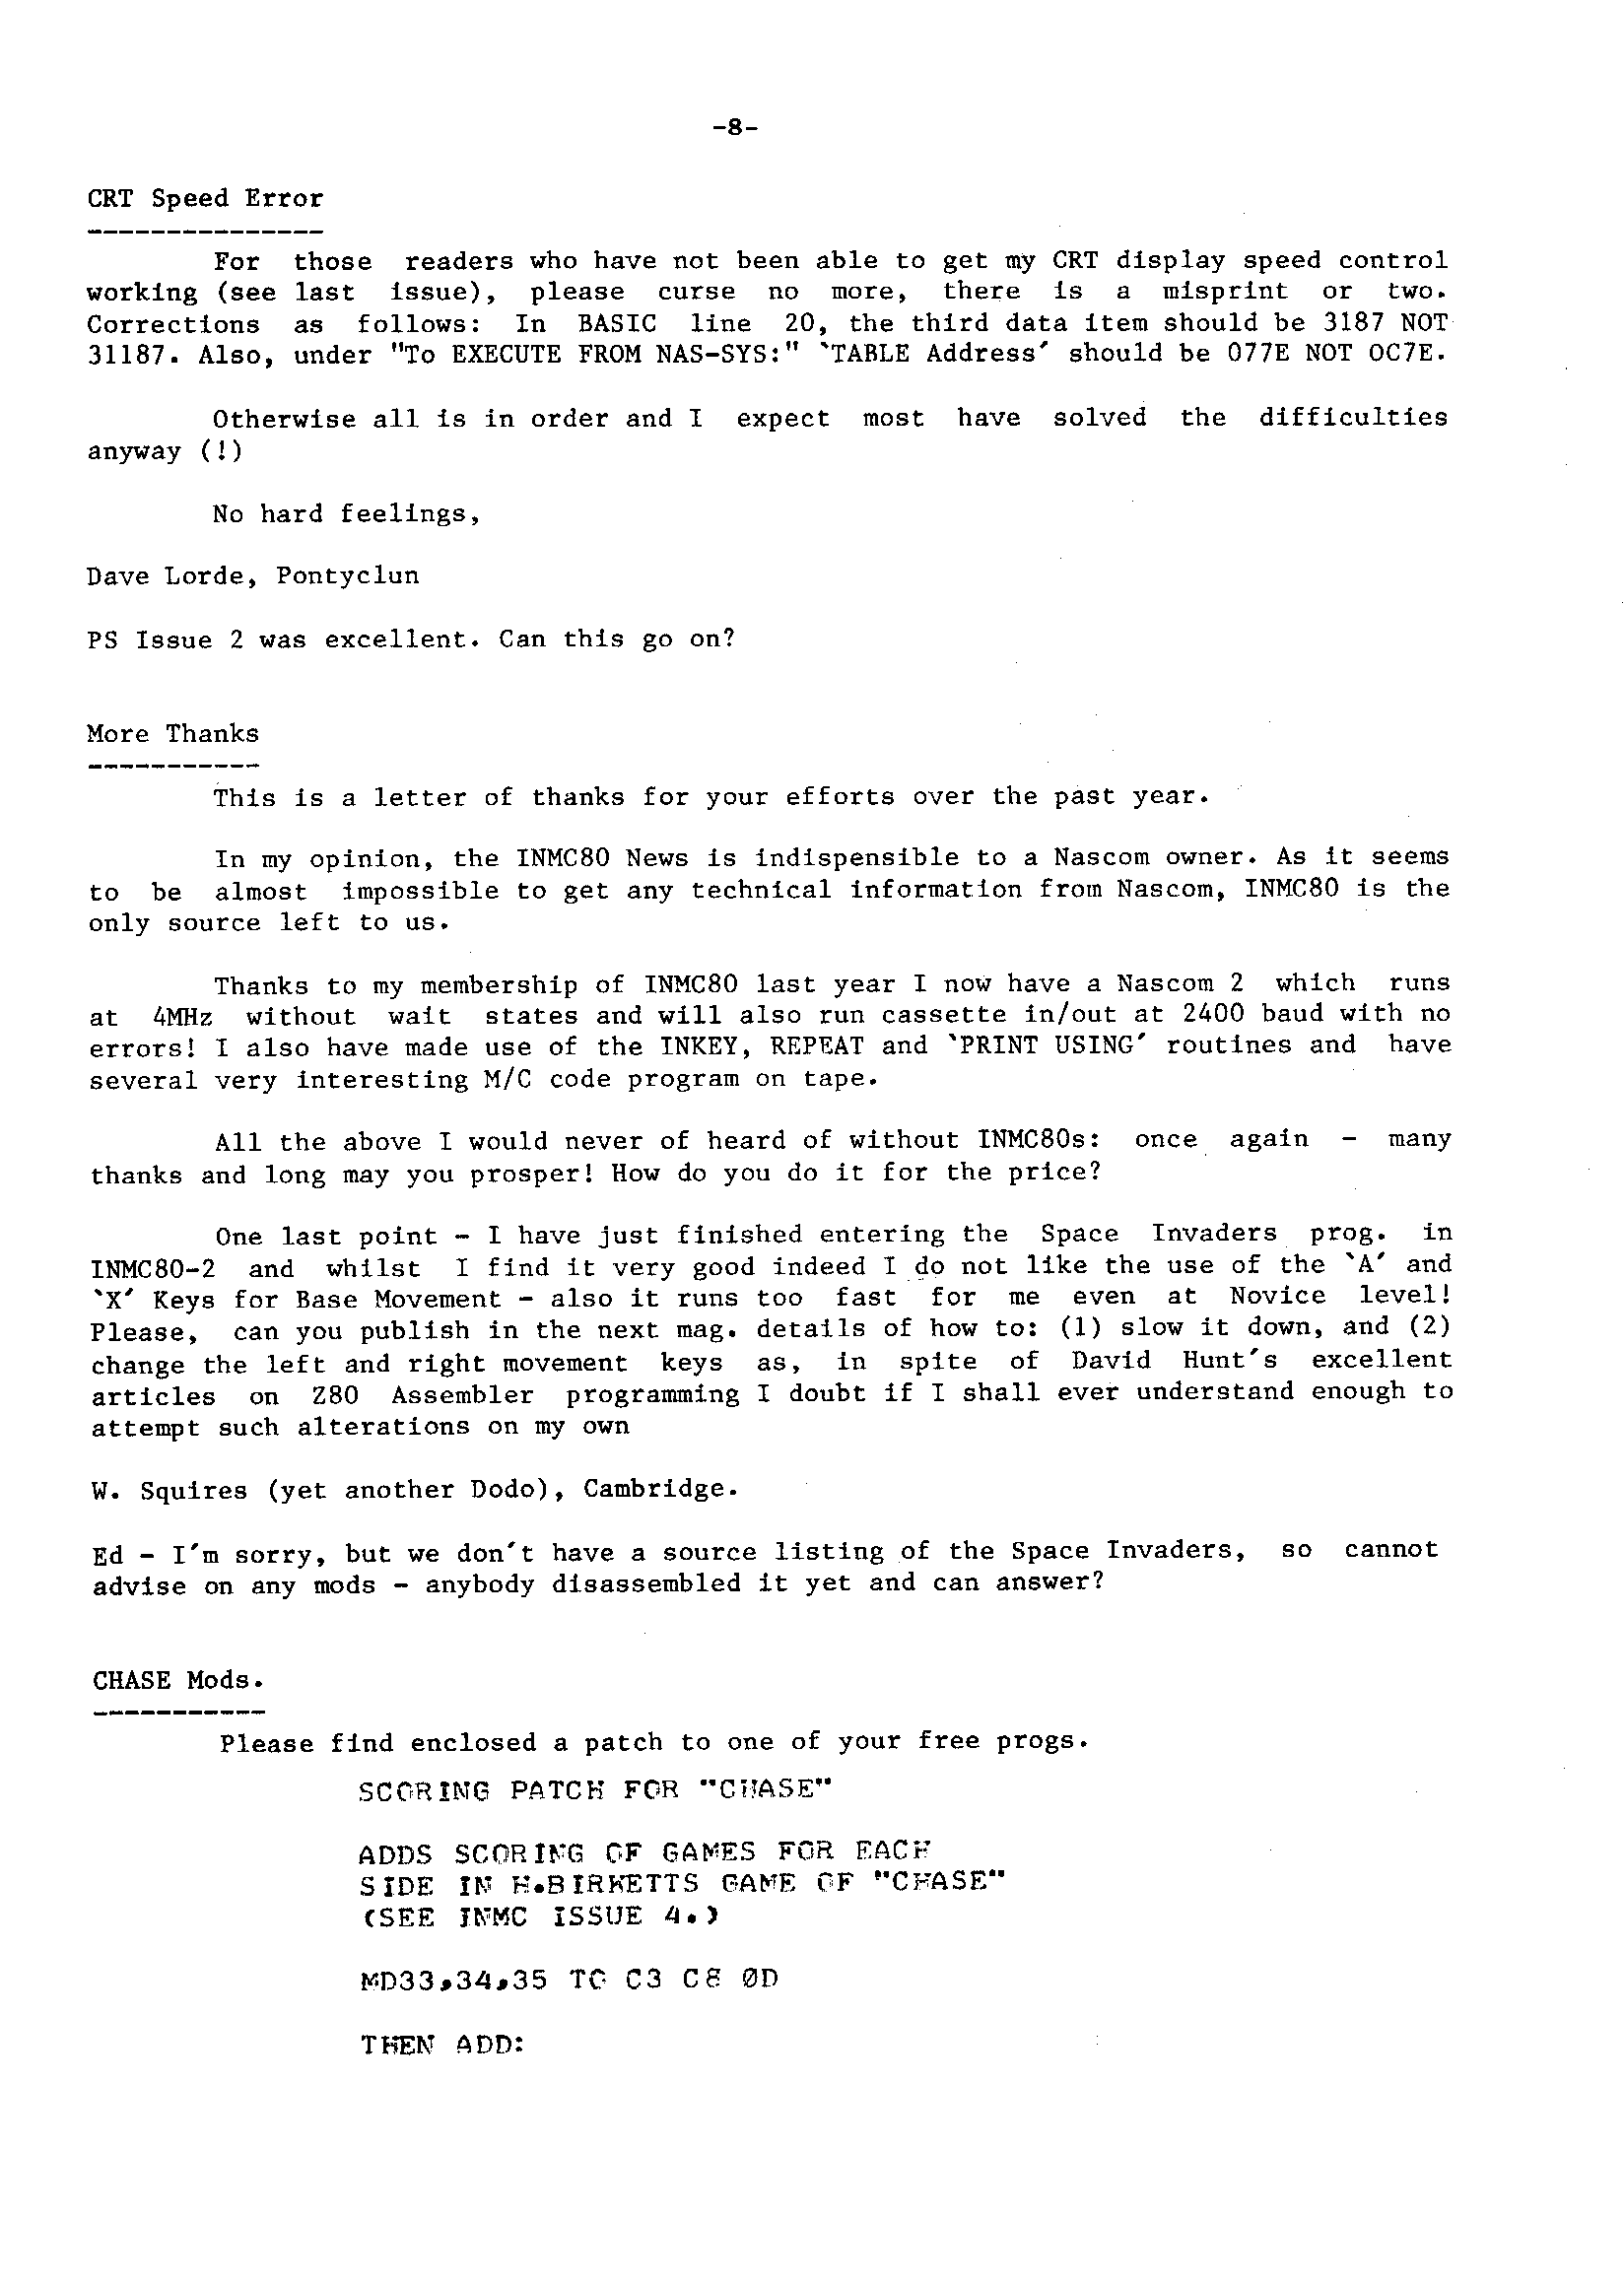 -8-
CRT Speed Error
---------------
For those readers who have not been able to get my CRT display speed control
working (see last issue), please curse no more, there is a misprint or two.
Corrections as follows: In BASIC line 20, the third data item should be 3187 NOT
31187. Also, under "To EXECUTE FROM NAS-SYS:" `TABLE Address' should be 077E NOT 0C7E.
Otherwise all is in order and I expect most have solved the difficulties
anyway (!)
No hard feelings,
Dave Lorde, Pontyclun
PS Issue 2 was excellent. Can this go on?
More Thanks
-----------
This is a letter of thanks for your efforts over the past year.
In my opinion, the INMC80 News is indispensible to a Nascom owner. As it seems
to be almost impossible to get any technical information from Nascom, INMC80 is the
only source left to us.
Thanks to my membership of INMC80 last year I now have a Nascom 2 which runs
at 4MHz without wait states and will also run cassette in/out at 2400 baud with no
errors! I also have made use of the INKEY, REPEAT and `PRINT USING' routines and have
several very interesting M/C code program on tape.
All the above I would never of heard of without INMC80s: once again - many
thanks and long may you prosper! How do you do it for the price?
One last point - I have just finished entering the Space Invaders prog. in
INMC80-2 and whilst I find it very good indeed I do not like the use of the `A' and
`X' Keys for Base Movement - also it runs too fast for me even at Novice level!
Please, can you publish in the next mag. details of how to: (1) slow it down, and (2)
change the left and right movement keys as, in spite of David Hunt's excellent
articles on Z80 Assembler programming I doubt if I shall ever understand enough to
attempt such alterations on my own
W. Squires (yet another Dodo), Cambridge.
Ed - I'm sorry, but we don't have a source listing of the Space Invaders, so cannot
advise on any mods - anybody disassembled it yet and can answer?
CHASE Mods.
-----------
Please find enclosed a patch to one of your free progs.
SCORING PATCH FOR "CHASE"
ADDS SCORING OF GAMES FOR EACH
SIDE IN H.BIRKETTS GAME OF "CHASE"
(SEE INMC ISSUE 4.)
MD33,34,35 TO C3 C8 0D
THEN ADD: